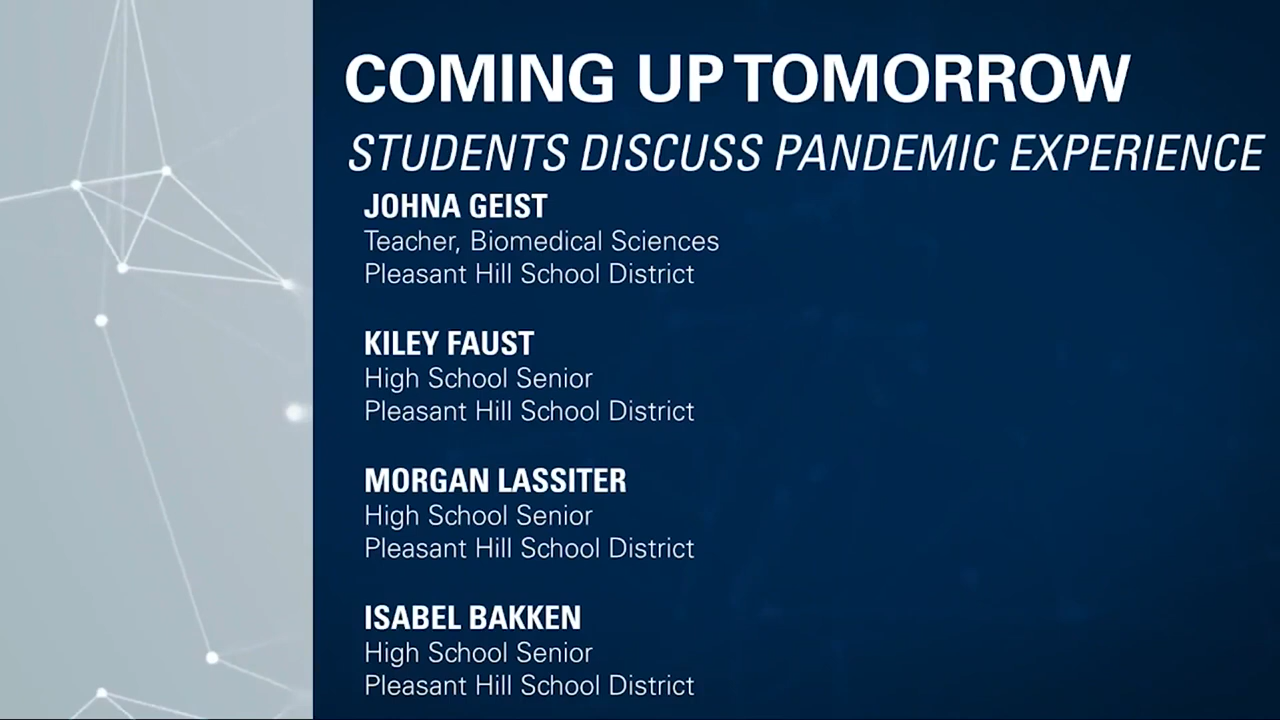 COMING UP TOMORROW
STUDENTS DISCUSS PANDEMIC EXPERIENCE
JOHNA GEIST
Teacher, Biomedical Sciences
Pleasant Hill School District
KILEY FAUST
High School Senior
Pleasant Hill School District
MORGAN LASSITER
High School Senior
Pleasant Hill School District
ISABEL BAKKEN
High School Senior
Pleasant Hill School District